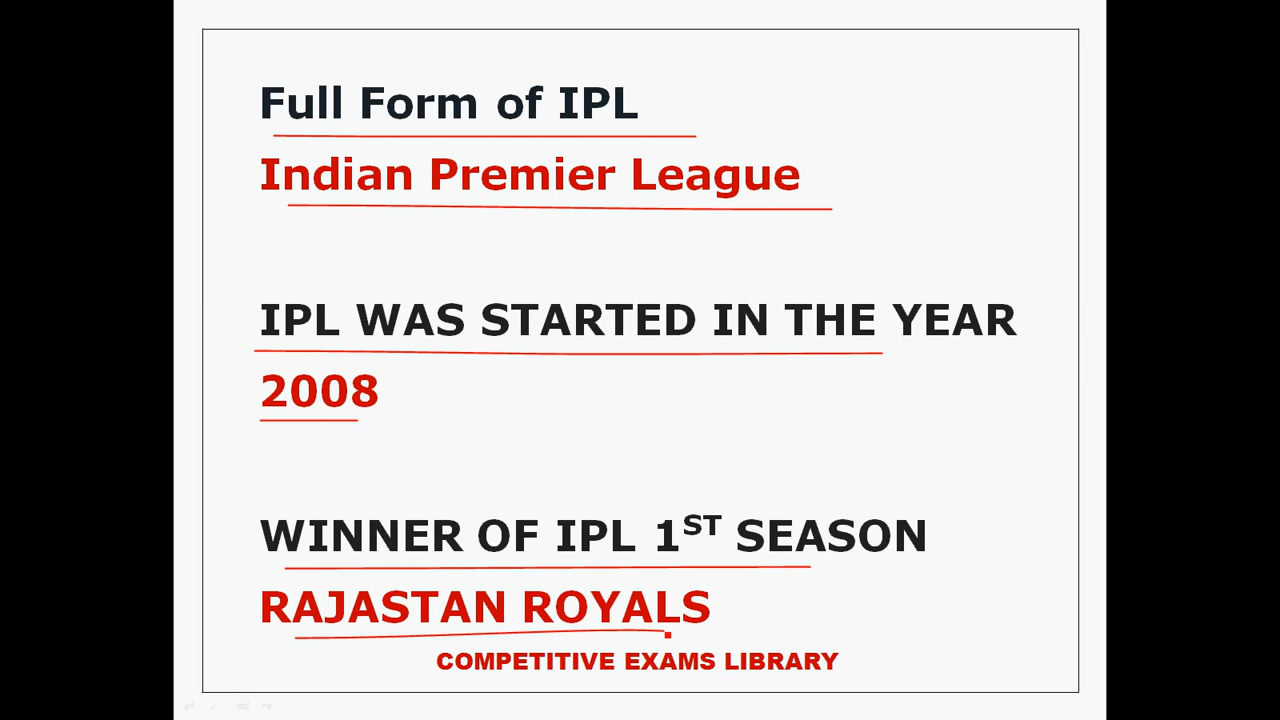 Full Form of IPL
Indian Premier League
IPL WAS STARTED IN THE YEAR
2008
WINNER OF IPL 1ST SEASON
RAJASTAN ROYALS
COMPETITIVE EXAMS LIBRARY